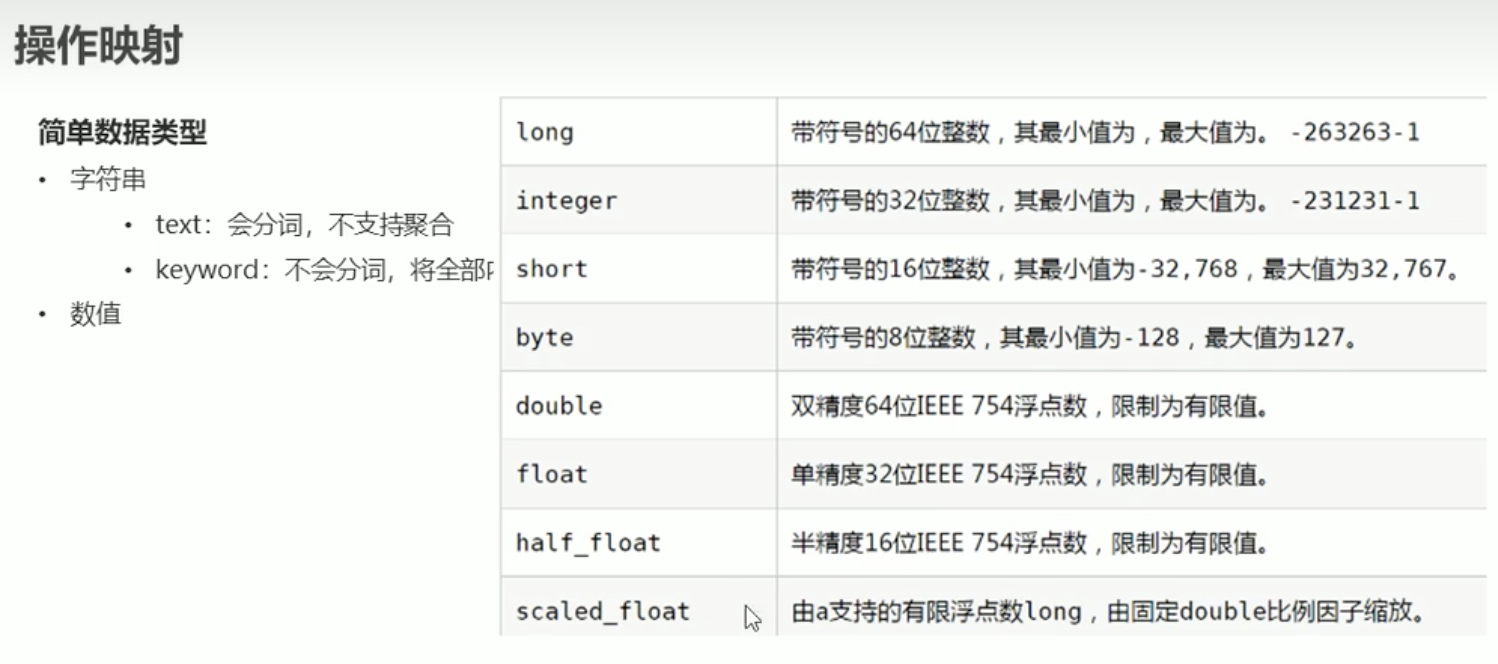 操作映射
简单数据类型
• 字符串
• text：会分词，不支持聚合
• keyword：不会分词，将全部
• 数值
long 带符号的64位整数，其最小值为，最大值为。 -263263-1
integer 带符号的32位整数，其最小值为，最大值为。 -231231-1
short 带符号的16位整数，其最小值为-32,768，最大值为32,767。
byte 带符号的8位整数，其最小值为-128，最大值为127。
double 双精度64位IEEE 754浮点数，限制为有限值。
float 单精度32位IEEE 754浮点数，限制为有限值。
half_float 半精度16位IEEE 754浮点数，限制为有限值。
scaled_float 由a支持的有限浮点数long，由固定double比例因子缩放。